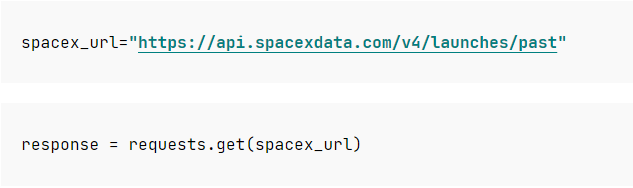 spacex_url="https://api.spacexdata.com/v4/launches/past"
response = requests.get(spacex_url)